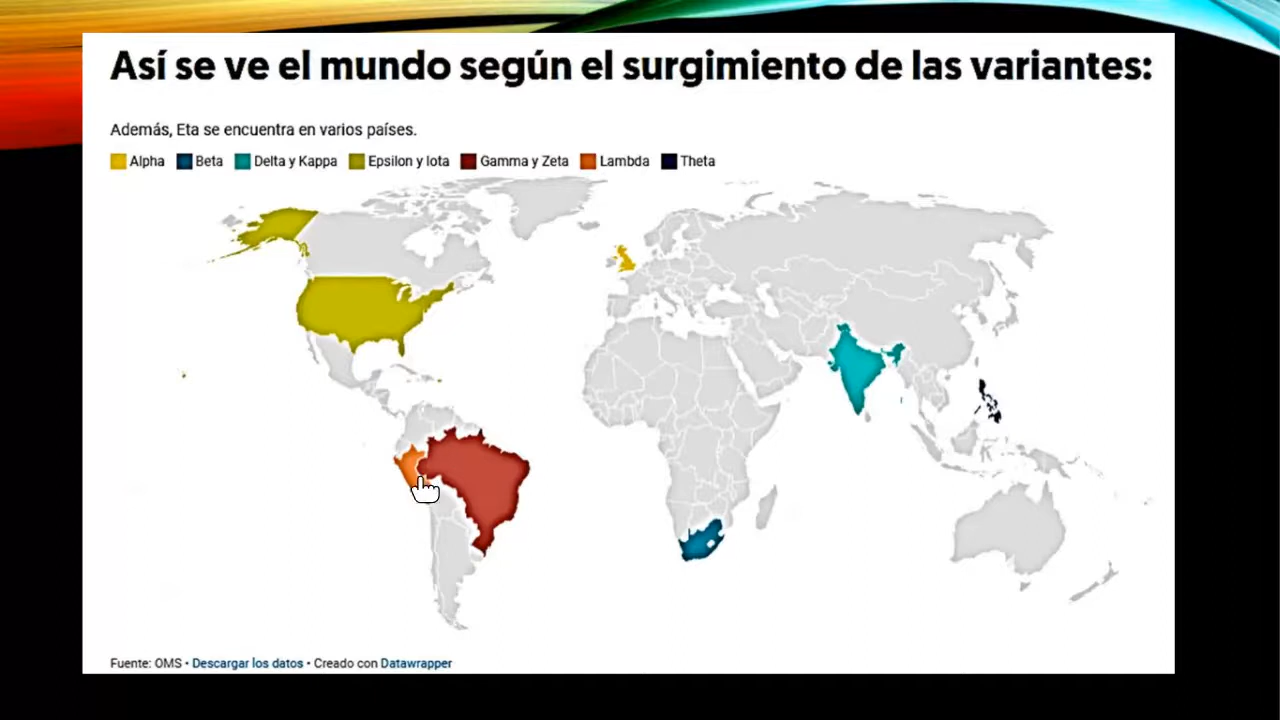 Así se ve el mundo según el surgimiento de las variantes:
Además, Eta se encuentra en varios países.
Alpha Beta Delta y Kappa Epsilon y Iota Gamma y Zeta Lambda Theta
Fuente: OMS • Descargar los datos • Creado con Datawrapper